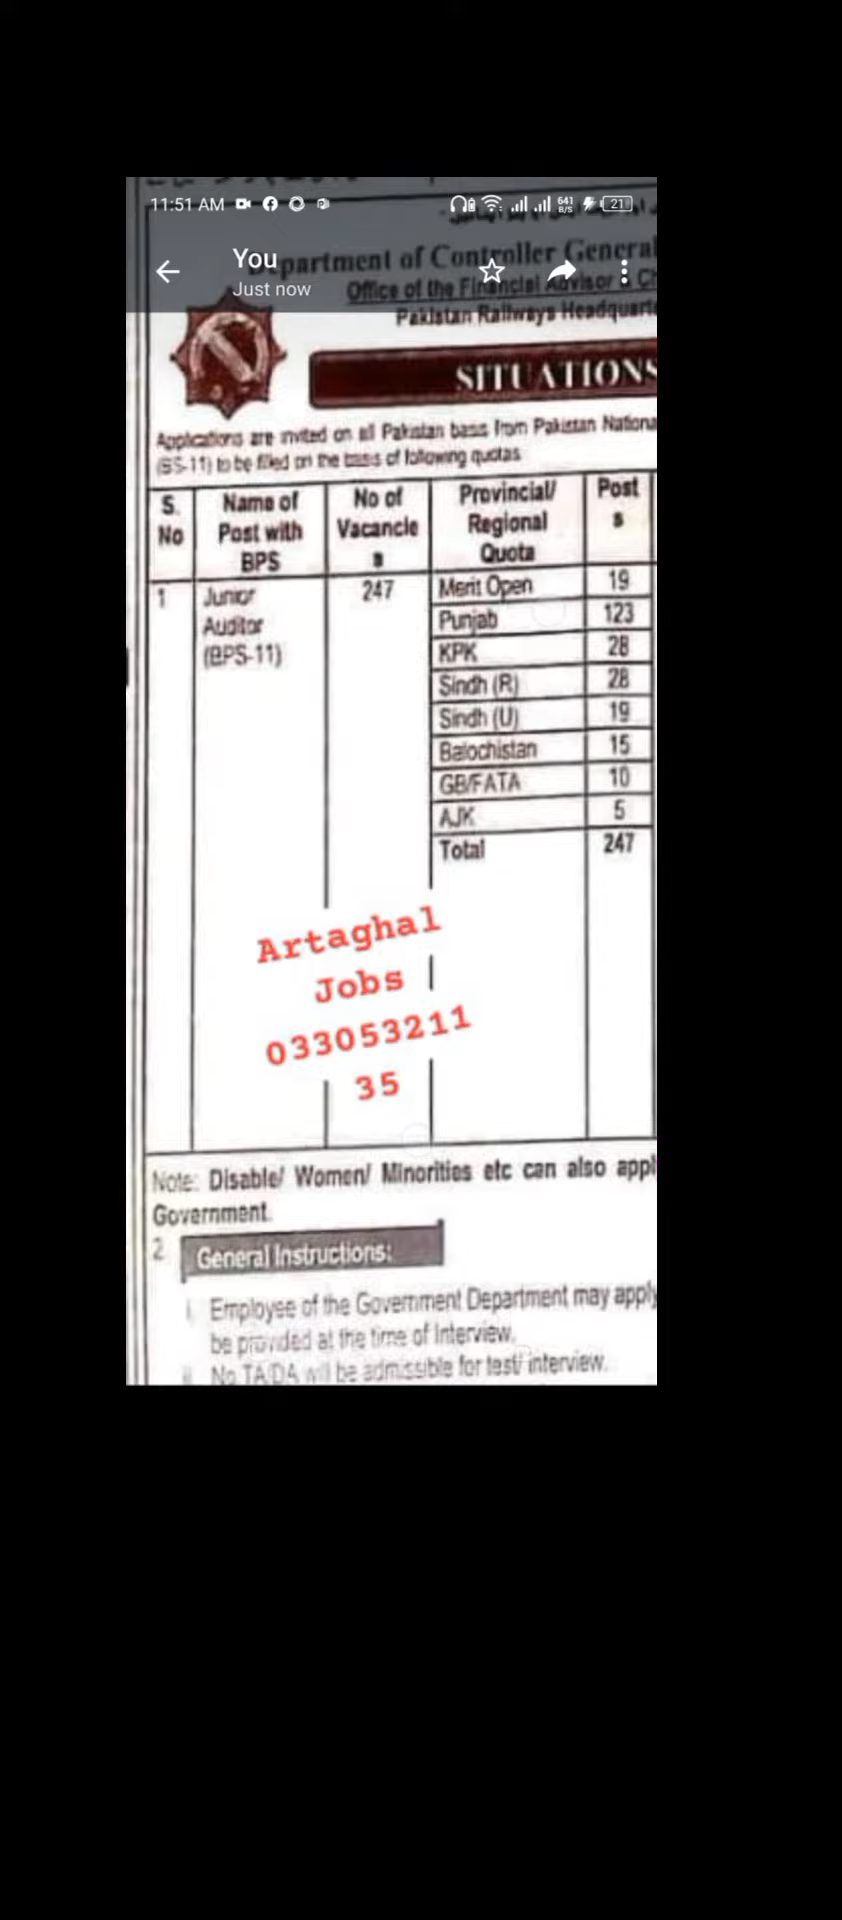 11:51 AM
641 B/S
21
You
Just now
Department of Controller General
Office of the Financial Advisor & Ch
Pakistan Railways Headquarte
SITUATIONS
Applications are invited on all Pakistan basis from Pakistan Nationa
(BS-11) to be filled on the basis of following quotas
S. No | Name of Post with BPS | No of Vacancle s | Provincial/ Regional Quota | Post s
1 | Junior Auditor (BPS-11) | 247 | Merit Open | 19
Punjab | 123
KPK | 28
Sindh (R) | 28
Sindh (U) | 19
Balochistan | 15
GB/FATA | 10
AJK | 5
Total | 247
Artaghal
Jobs
033053211
35
Note: Disable/ Women/ Minorities etc can also appl
Government.
2 General Instructions:
i. Employee of the Government Department may apply
be provided at the time of Interview.
ii. No TA/DA will be admissible for test/ interview.